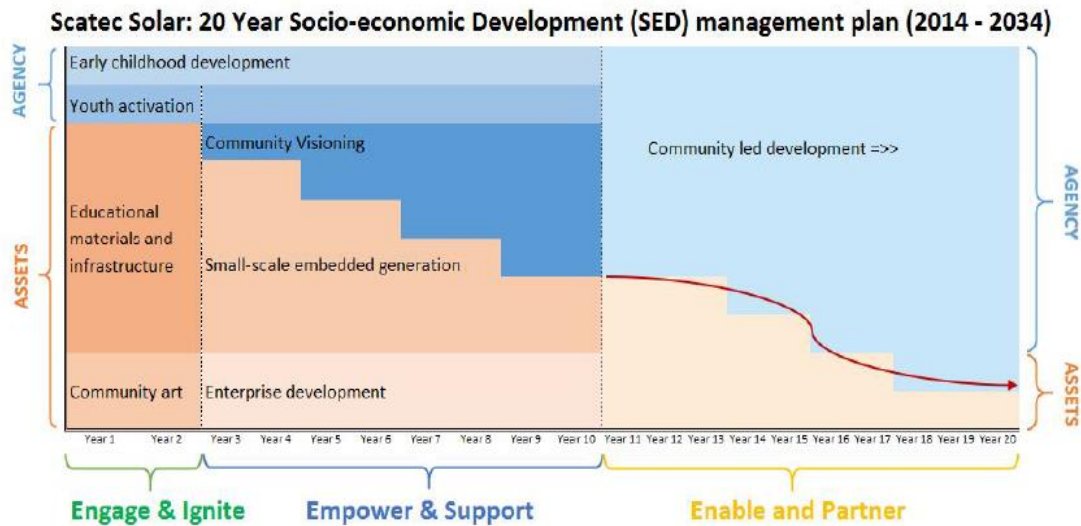 Scatec Solar: 20 Year Socio-economic Development (SED) management plan (2014 - 2034)
AGENCY
Early childhood development
Youth activation
Community Visioning
Community led development =>>
AGENCY
ASSETS
Educational
materials and
infrastructure
Small-scale embedded generation
Community art
Enterprise development
ASSETS
Year 1 Year 2 Year 3 Year 4 Year 5 Year 6 Year 7 Year 8 Year 9 Year 10 Year 11 Year 12 Year 13 Year 14 Year 15 Year 16 Year 17 Year 18 Year 19 Year 20
Engage & Ignite
Empower & Support
Enable and Partner